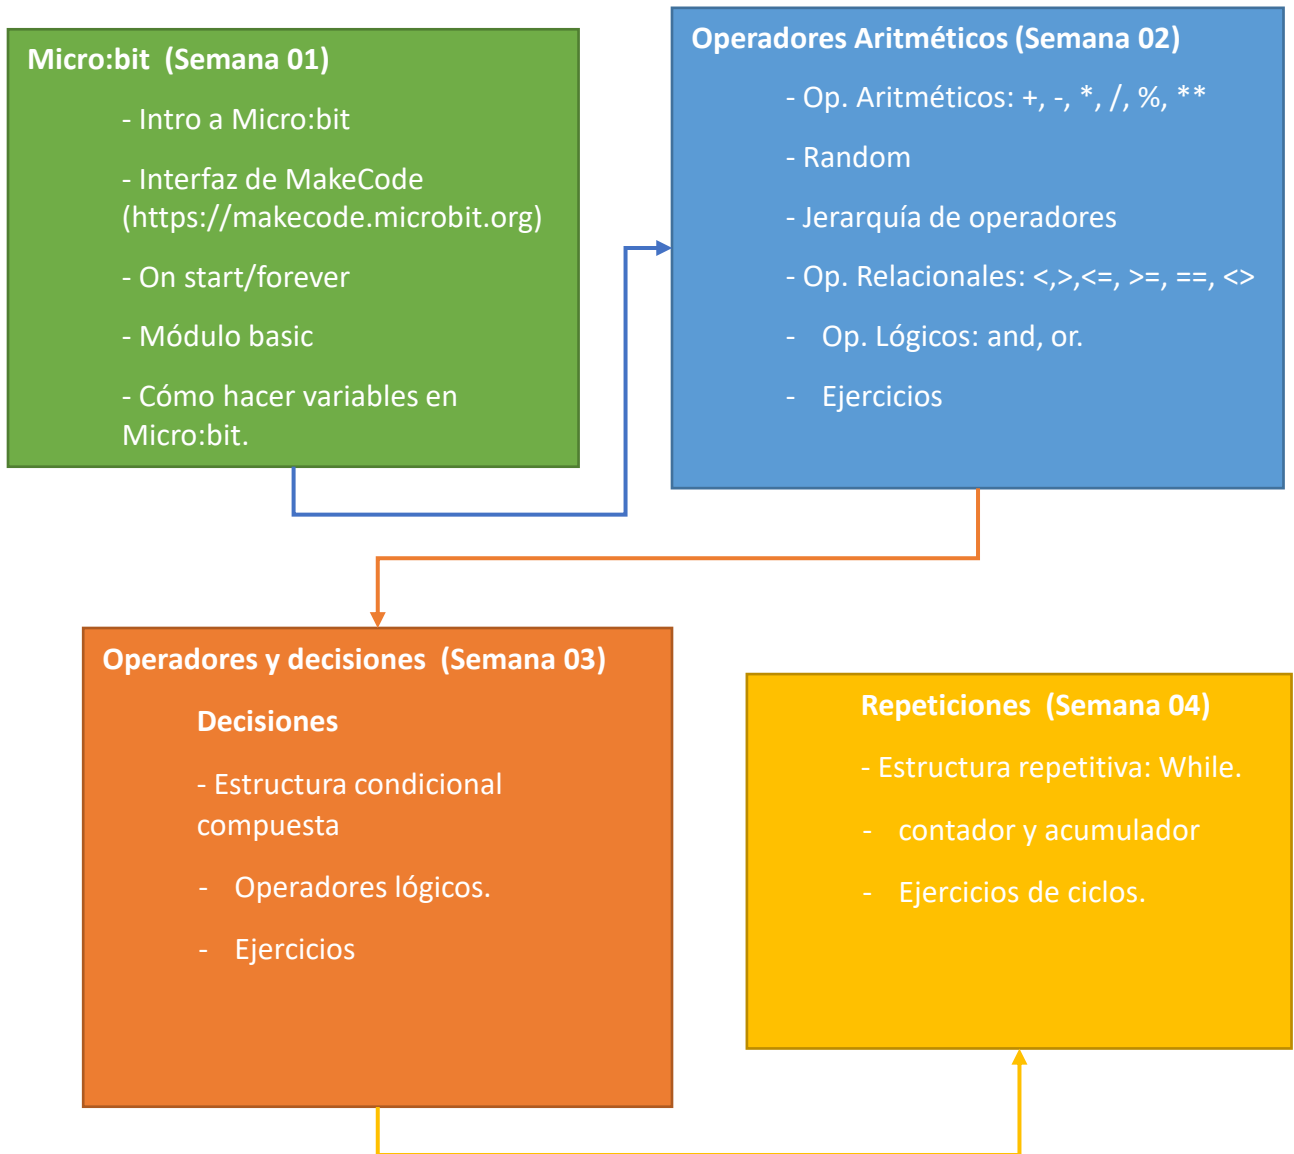 Micro:bit  (Semana 01)
- Intro a Micro:bit
- Interfaz de MakeCode
(https://makecode.microbit.org)
- On start/forever
- Módulo basic
- Cómo hacer variables en
Micro:bit.
Operadores Aritméticos (Semana 02)
- Op. Aritméticos: +, -, *, /, %, **
- Random
- Jerarquía de operadores
- Op. Relacionales: <,>,<=, >=, ==, <>
- Op. Lógicos: and, or.
- Ejercicios
Operadores y decisiones  (Semana 03)
Decisiones
- Estructura condicional
compuesta
- Operadores lógicos.
- Ejercicios
Repeticiones  (Semana 04)
- Estructura repetitiva: While.
- contador y acumulador
- Ejercicios de ciclos.